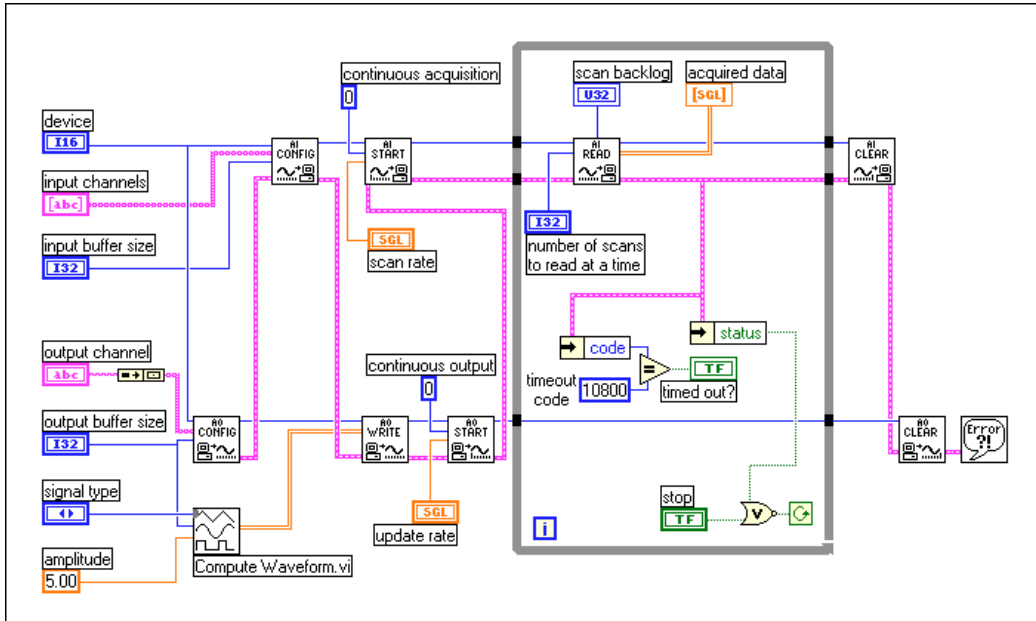 continuous acquisition
0
scan backlog
U32
acquired data
[SGL]
device
I16
AI
CONFIG
AI
START
AI
READ
AI
CLEAR
input channels
[abc]
I32
number of scans
to read at a time
SGL
scan rate
input buffer size
I32
status
code
output channel
abc
continuous output
0
timeout
code
10800
=
TF
timed out?
output buffer size
I32
AO
CONFIG
AO
WRITE
AO
START
AO
CLEAR
Error
?!
signal type
stop
TF
V
SGL
update rate
i
amplitude
5.00
Compute Waveform.vi